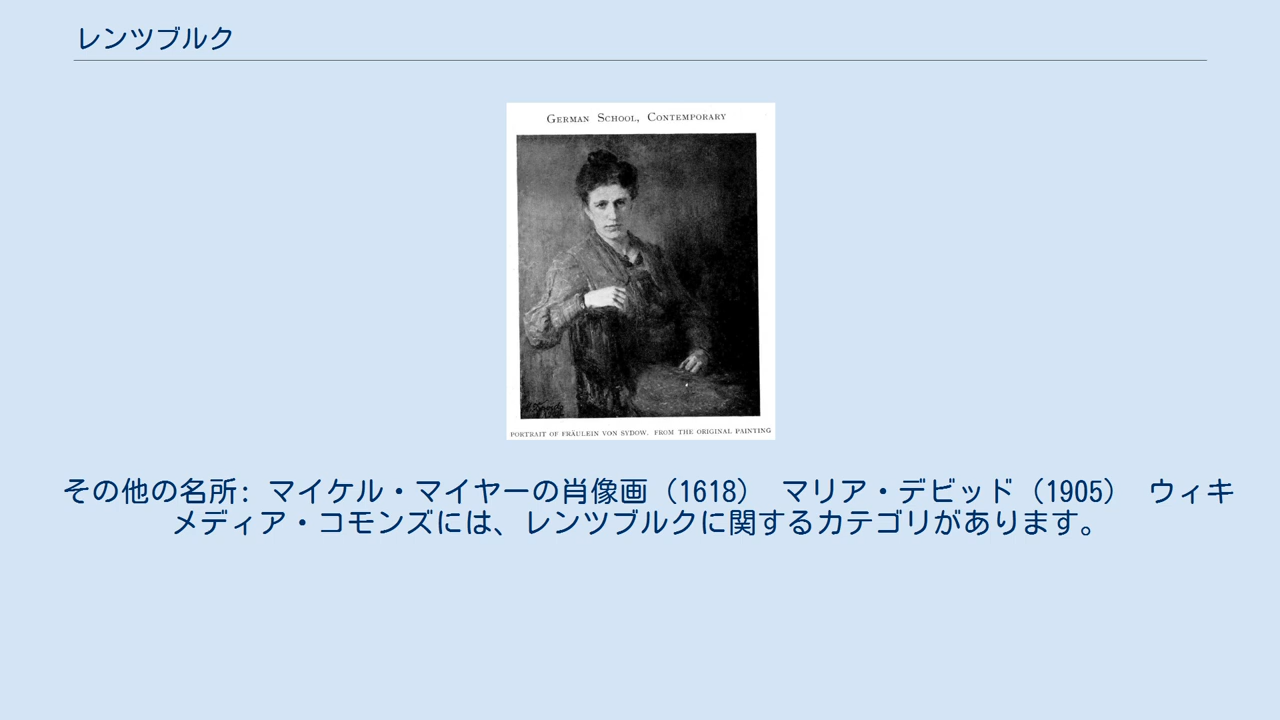 レンツブルク
German School, Contemporary
PORTRAIT OF FRÄULEIN VON SYDOW. FROM THE ORIGINAL PAINTING
その他の名所: マイケル・マイヤーの肖像画（1618） マリア・デビッド（1905） ウィキ
メディア・コモンズには、レンツブルクに関するカテゴリがあります。